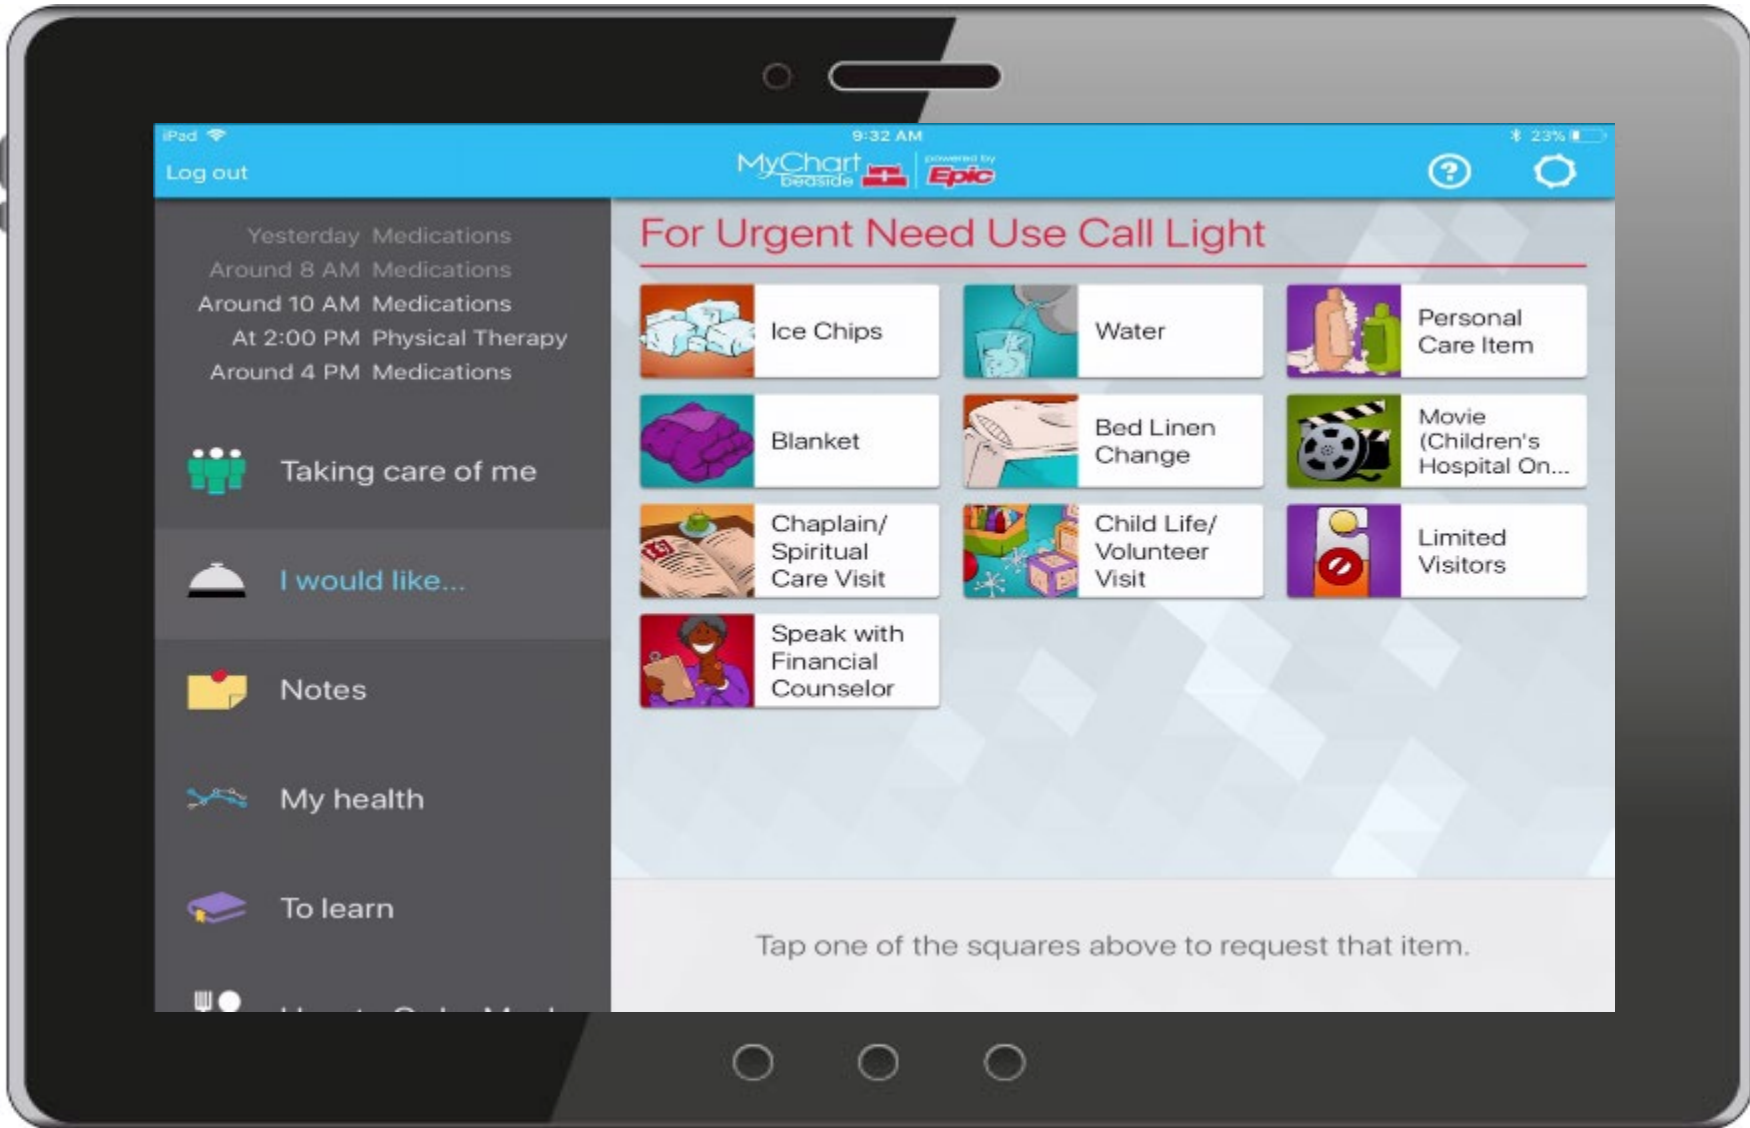 iPad
9:32 AM
23%
Log out
MyChart
bedside
powered by
Epic
?
Yesterday Medications
Around 8 AM Medications
Around 10 AM Medications
At 2:00 PM Physical Therapy
Around 4 PM Medications
Taking care of me
I would like...
Notes
My health
To learn
For Urgent Need Use Call Light
Ice Chips
Water
Personal
Care Item
Blanket
Bed Linen
Change
Movie
(Children's
Hospital On...
Chaplain/
Spiritual
Care Visit
Child Life/
Volunteer
Visit
Limited
Visitors
Speak with
Financial
Counselor
Tap one of the squares above to request that item.